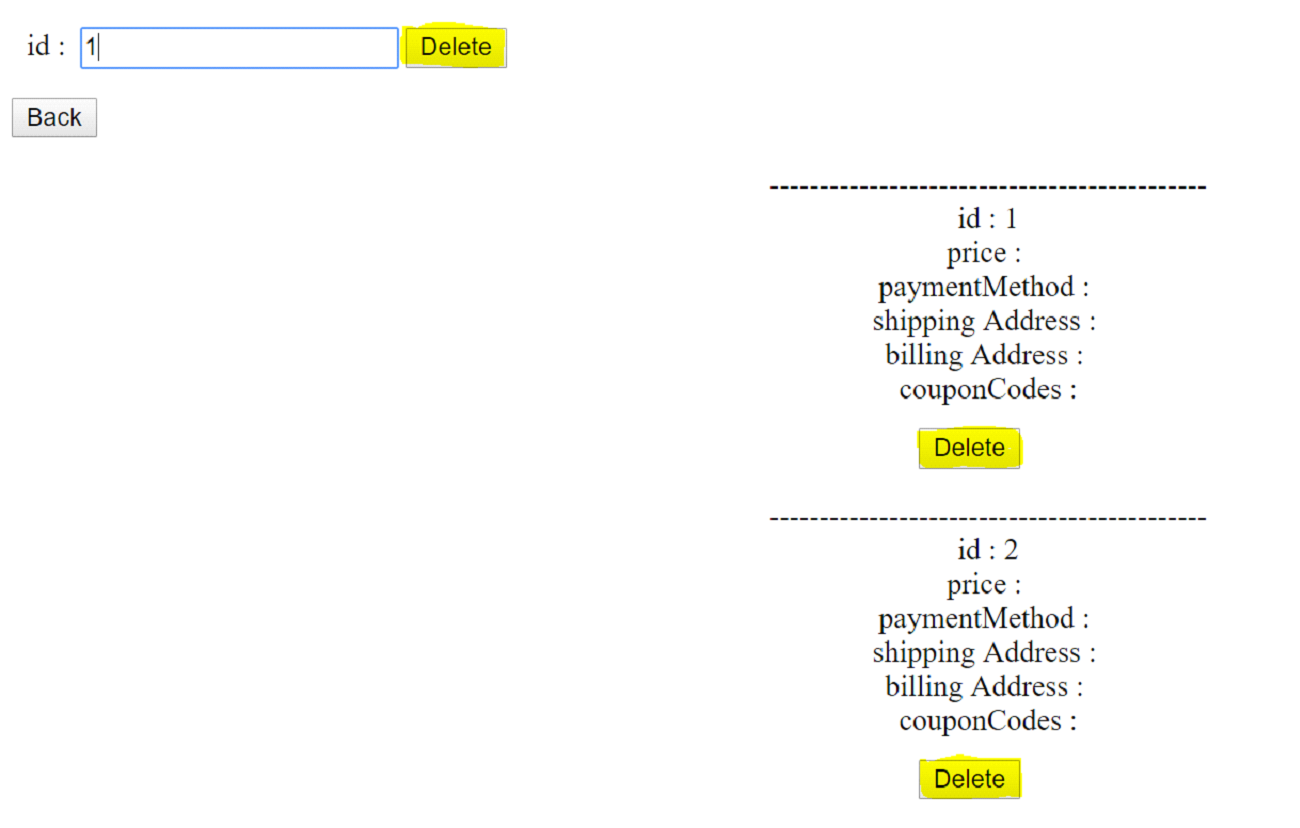 id : 1 Delete
Back
-------------------------------------------
id : 1
price :
paymentMethod :
shipping Address :
billing Address :
couponCodes :
Delete
-------------------------------------------
id : 2
price :
paymentMethod :
shipping Address :
billing Address :
couponCodes :
Delete